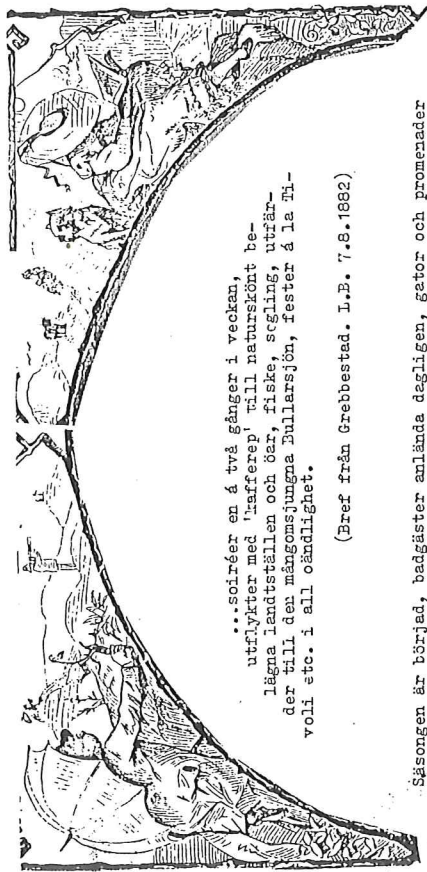 ...soiréer en á två gånger i veckan,
utflykter med 'kafferep' till naturskönt be-
lägna landtställen och öar, fiske, segling, utfär-
der till den mångomsjungna Bullarsjön, fester á la Ti-
voli etc. i all oändlighet.
(Bref från Grebbestad. L.B. 7.8.1882)
Säsongen är börjad, badgäster anlända dagligen, gator och promenader